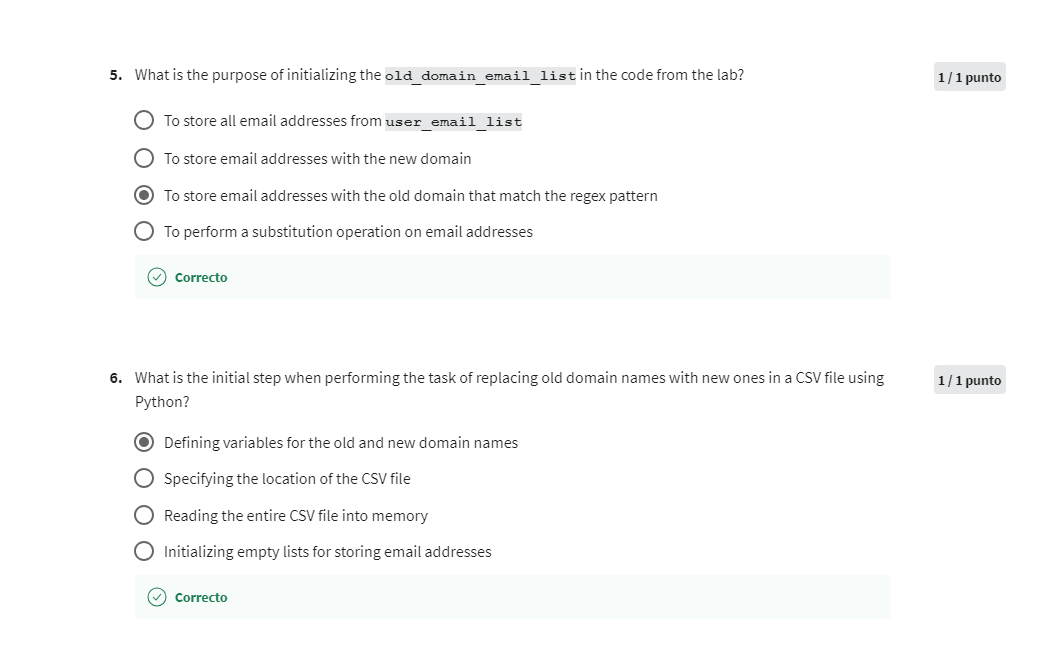 5. What is the purpose of initializing the old_domain_email_list in the code from the lab?
1 / 1 punto
To store all email addresses from user_email_list
To store email addresses with the new domain
To store email addresses with the old domain that match the regex pattern
To perform a substitution operation on email addresses
Correcto
6. What is the initial step when performing the task of replacing old domain names with new ones in a CSV file using
Python?
1 / 1 punto
Defining variables for the old and new domain names
Specifying the location of the CSV file
Reading the entire CSV file into memory
Initializing empty lists for storing email addresses
Correcto